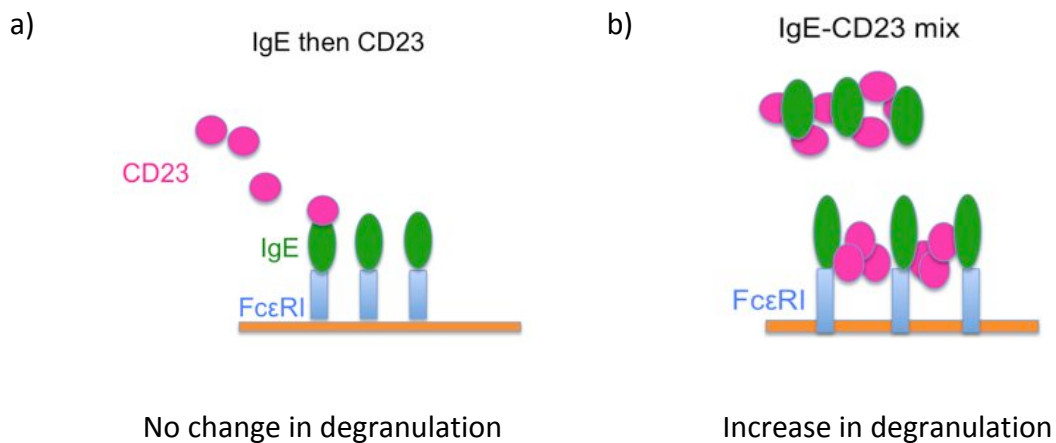 a)
IgE then CD23
CD23
IgE
FcεRI
No change in degranulation
b)
IgE-CD23 mix
FcεRI
Increase in degranulation